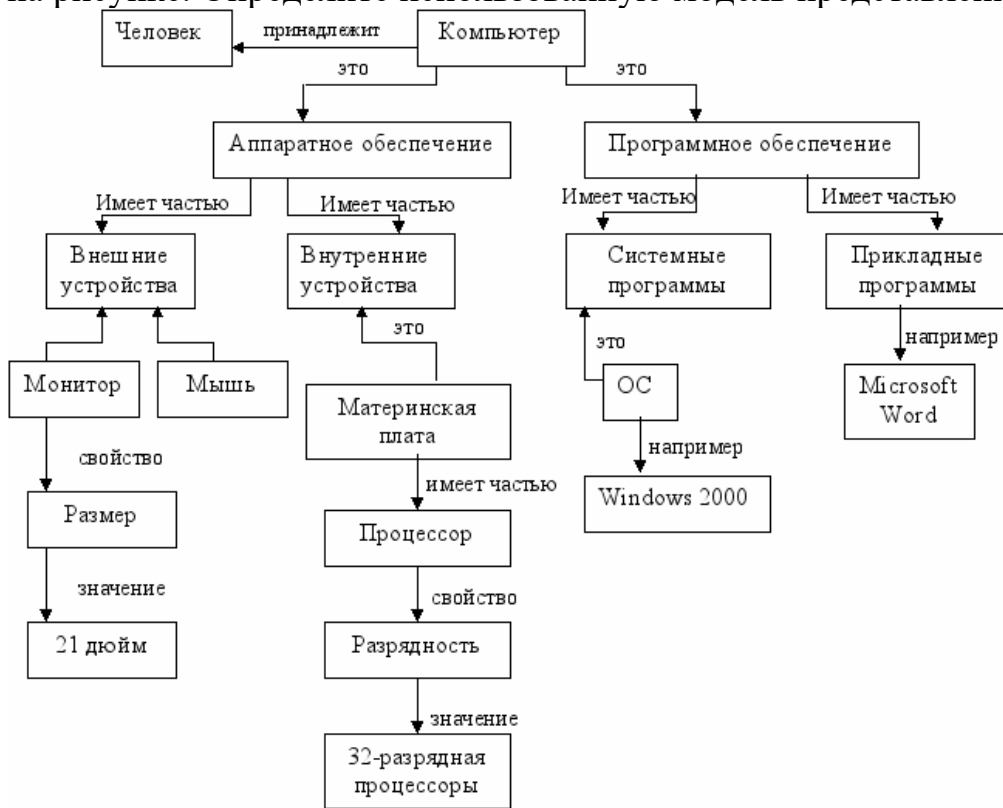 на рисунке. Определите использованную модель представлени
Человек
принадлежит
Компьютер
это
это
Аппаратное обеспечение
Программное обеспечение
Имеет частью
Имеет частью
Имеет частью
Имеет частью
Внешние
устройства
Внутренние
устройства
Системные
программы
Прикладные
программы
это
это
например
Монитор
Мышь
Материнская
плата
ОС
Microsoft
Word
свойство
имеет частью
например
Размер
Процессор
Windows 2000
значение
свойство
21 дюйм
Разрядность
значение
32-разрядная
процессоры